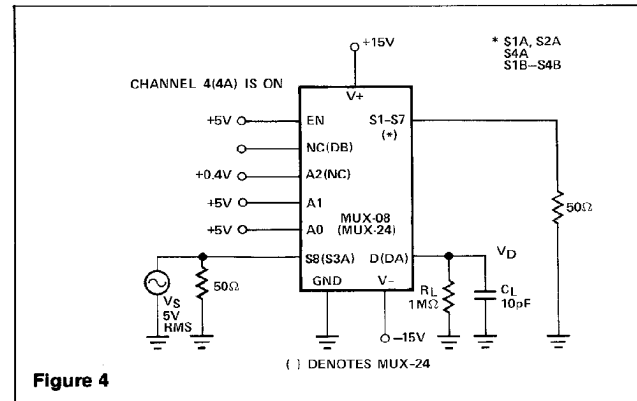 +15V
* S1A, S2A
S4A
S1B–S4B
CHANNEL 4(4A) IS ON
V+
+5V
EN
S1–S7
(*)
NC(DB)
+0.4V
A2(NC)
50Ω
+5V
A1
MUX-08
(MUX-24)
+5V
A0
S8(S3A)
D(DA)
VD
VS
5V
RMS
50Ω
GND
V–
RL
1MΩ
CL
10pF
–15V
( ) DENOTES MUX-24
Figure 4